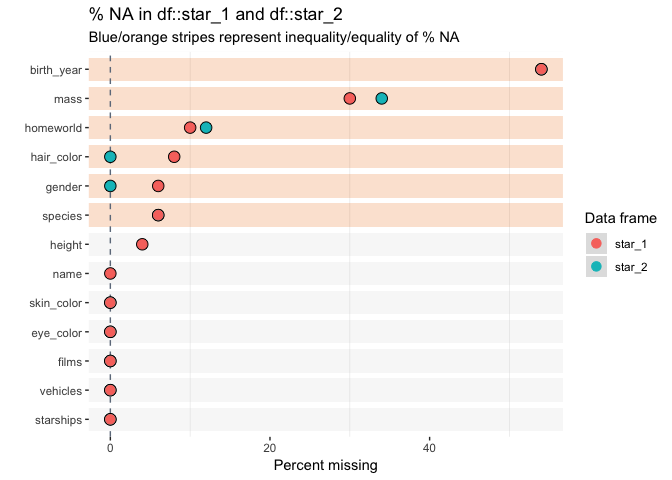 % NA in df::star_1 and df::star_2
Blue/orange stripes represent inequality/equality of % NA
birth_year
mass
homeworld
hair_color
gender
species
height
name
skin_color
eye_color
films
vehicles
starships
0
20
40
Percent missing
Data frame
star_1
star_2